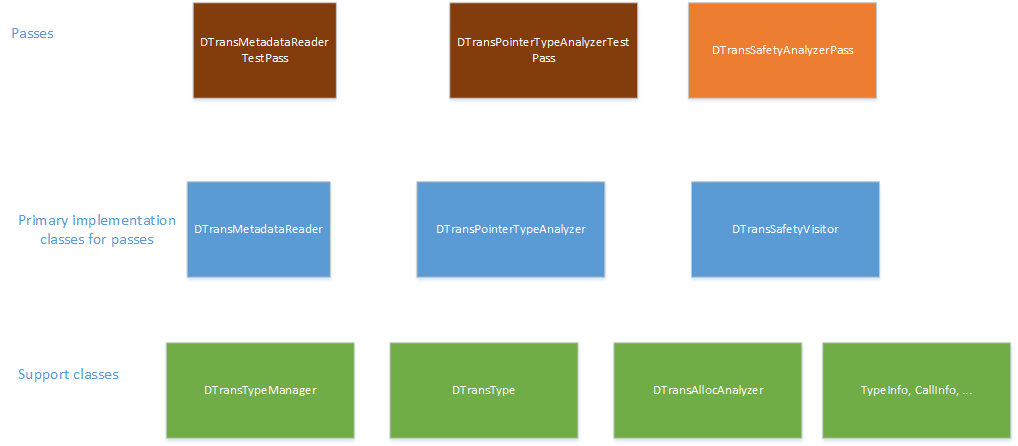 Passes
DTransMetadataReader
TestPass
DTransPointerTypeAnalyzerTest
Pass
DTransSafetyAnalyzerPass
Primary implementation
classes for passes
DTransMetadataReader
DTransPointerTypeAnalyzer
DTransSafetyVisitor
Support classes
DTransTypeManager
DTransType
DTransAllocAnalyzer
TypeInfo, CallInfo, ...